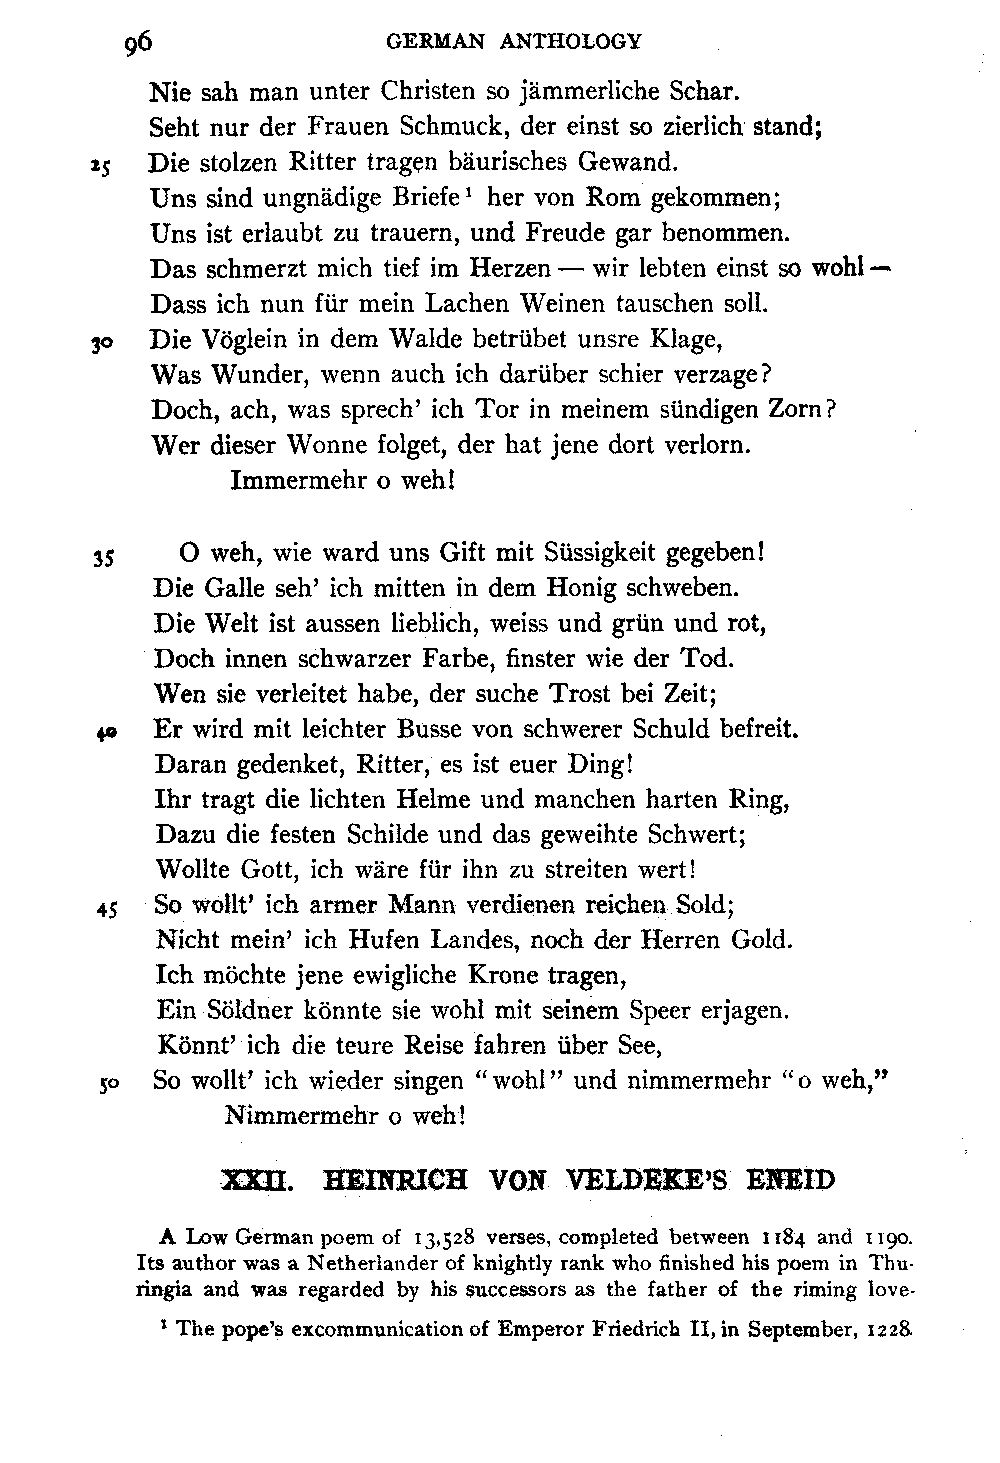 96 GERMAN ANTHOLOGY
Nie sah man unter Christen so jämmerliche Schar.
Seht nur der Frauen Schmuck, der einst so zierlich stand;
25 Die stolzen Ritter tragen bäurisches Gewand.
Uns sind ungnädige Briefe¹ her von Rom gekommen;
Uns ist erlaubt zu trauern, und Freude gar benommen.
Das schmerzt mich tief im Herzen — wir lebten einst so wohl —
Dass ich nun für mein Lachen Weinen tauschen soll.
30 Die Vöglein in dem Walde betrübet unsre Klage,
Was Wunder, wenn auch ich darüber schier verzage?
Doch, ach, was sprech' ich Tor in meinem sündigen Zorn?
Wer dieser Wonne folget, der hat jene dort verlorn.
Immermehr o weh!
35 O weh, wie ward uns Gift mit Süssigkeit gegeben!
Die Galle seh' ich mitten in dem Honig schweben.
Die Welt ist aussen lieblich, weiss und grün und rot,
Doch innen schwarzer Farbe, finster wie der Tod.
Wen sie verleitet habe, der suche Trost bei Zeit;
40 Er wird mit leichter Busse von schwerer Schuld befreit.
Daran gedenket, Ritter, es ist euer Ding!
Ihr tragt die lichten Helme und manchen harten Ring,
Dazu die festen Schilde und das geweihte Schwert;
Wollte Gott, ich wäre für ihn zu streiten wert!
45 So wollt' ich armer Mann verdienen reichen Sold;
Nicht mein' ich Hufen Landes, noch der Herren Gold.
Ich möchte jene ewigliche Krone tragen,
Ein Söldner könnte sie wohl mit seinem Speer erjagen.
Könnt' ich die teure Reise fahren über See,
50 So wollt' ich wieder singen "wohl" und nimmermehr "o weh,"
Nimmermehr o weh!
XXII. HEINRICH VON VELDEKE'S ENEID
A Low German poem of 13,528 verses, completed between 1184 and 1190.
Its author was a Netherlander of knightly rank who finished his poem in Thu-
ringia and was regarded by his successors as the father of the riming love-
¹ The pope's excommunication of Emperor Friedrich II, in September, 1228.